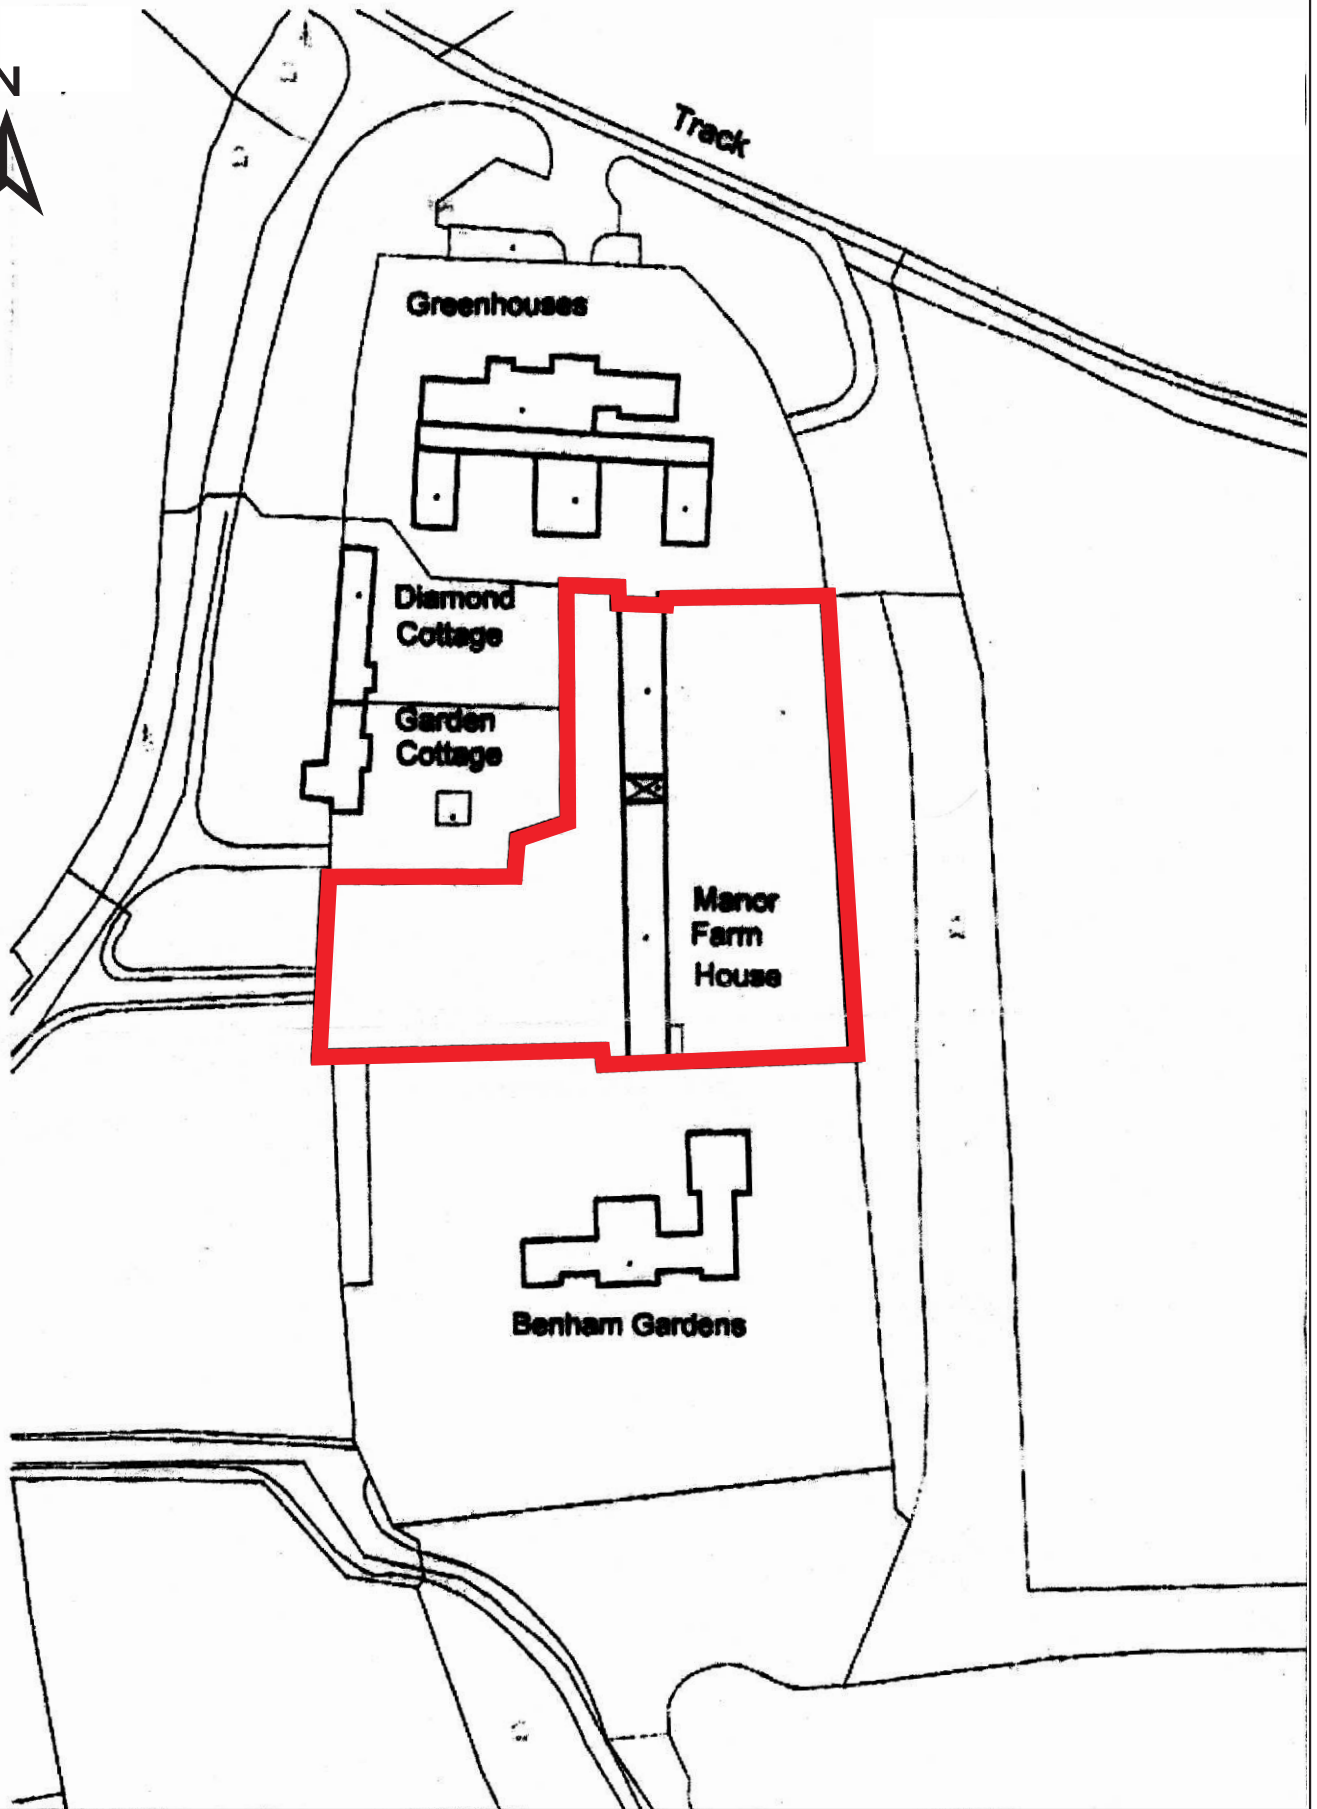 N
Track
Greenhouses
Diamond
Cottage
Garden
Cottage
Manor
Farm
House
Benham Gardens